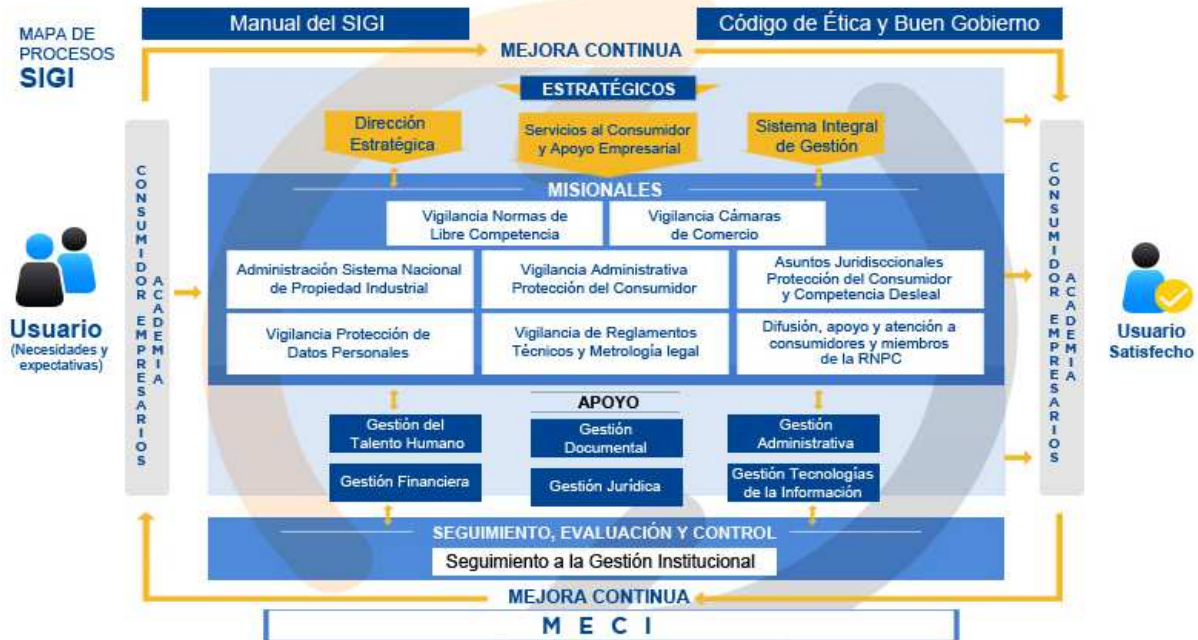 MAPA DE
PROCESOS
SIGI
Manual del SIGI
Código de Ética y Buen Gobierno
MEJORA CONTINUA
ESTRATÉGICOS
Dirección
Estratégica
Servicios al Consumidor
y Apoyo Empresarial
Sistema Integral
de Gestión
MISIONALES
Vigilancia Normas de
Libre Competencia
Vigilancia Cámaras
de Comercio
Administración Sistema Nacional
de Propiedad Industrial
Vigilancia Administrativa
Protección del Consumidor
Asuntos Juridisccionales
Protección del Consumidor
y Competencia Desleal
Vigilancia Protección de
Datos Personales
Vigilancia de Reglamentos
Técnicos y Metrología legal
Difusión, apoyo y atención a
consumidores y miembros
de la RNPC
Usuario
(Necesidades y
expectativas)
CONSUMIDOR EMPRESARIOS
ACADEMIA
CONSUMIDOR EMPRESARIOS
ACADEMIA
Usuario
Satisfecho
APOYO
Gestión del
Talento Humano
Gestión
Documental
Gestión
Administrativa
Gestión Financiera
Gestión Jurídica
Gestión Tecnologías
de la Información
SEGUIMIENTO, EVALUACIÓN Y CONTROL
Seguimiento a la Gestión Institucional
MEJORA CONTINUA
MECI